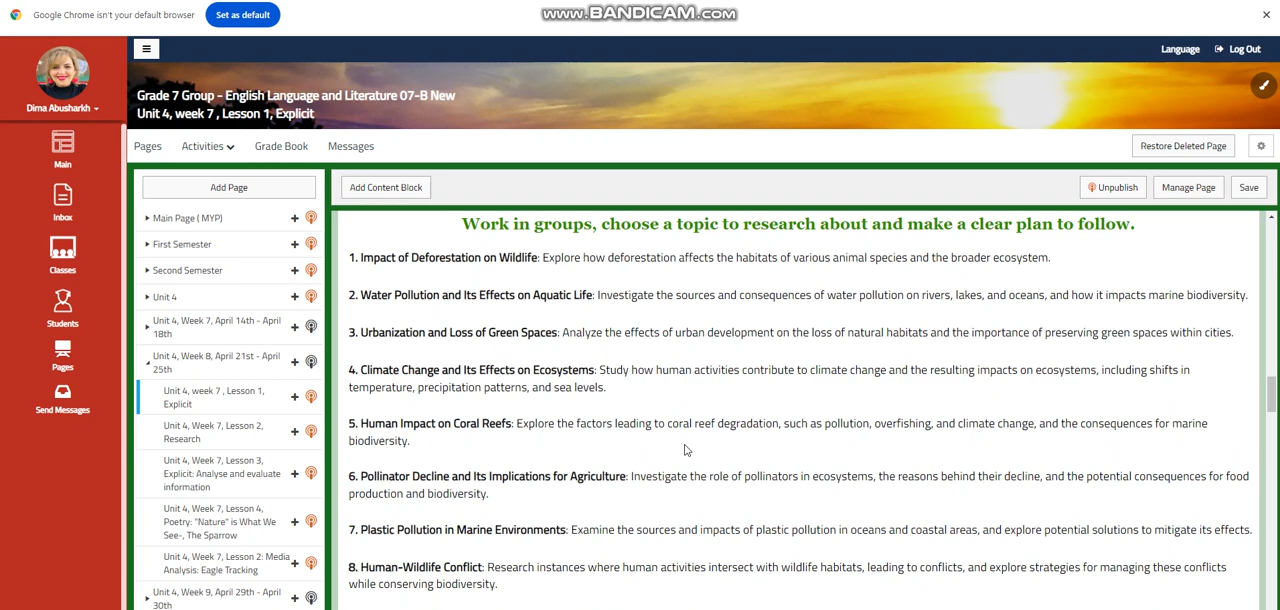 Google Chrome isn't your default browser
Set as default
www.BANDICAM.com
Language
Log Out
Dima Abusharkh
Grade 7 Group - English Language and Literature 07-B New
Unit 4, week 7 , Lesson 1, Explicit
Pages
Activities
Grade Book
Messages
Restore Deleted Page
Main
Inbox
Classes
Students
Pages
Send Messages
Add Page
Main Page ( MYP)
First Semester
Second Semester
Unit 4
Unit 4, Week 7, April 14th - April
18th
Unit 4, Week 8, April 21st - April
25th
Unit 4, week 7 , Lesson 1,
Explicit
Unit 4, Week 7, Lesson 2,
Research
Unit 4, Week 7, Lesson 3,
Explicit: Analyse and evaluate
information
Unit 4, Week 7, Lesson 4,
Poetry: "Nature" is What We
See-, The Sparrow
Unit 4, Week 7, Lesson 2: Media
Analysis: Eagle Tracking
Unit 4, Week 9, April 29th - April
30th
Add Content Block
Unpublish
Manage Page
Save
Work in groups, choose a topic to research about and make a clear plan to follow.
1. Impact of Deforestation on Wildlife: Explore how deforestation affects the habitats of various animal species and the broader ecosystem.
2. Water Pollution and Its Effects on Aquatic Life: Investigate the sources and consequences of water pollution on rivers, lakes, and oceans, and how it impacts marine biodiversity.
3. Urbanization and Loss of Green Spaces: Analyze the effects of urban development on the loss of natural habitats and the importance of preserving green spaces within cities.
4. Climate Change and Its Effects on Ecosystems: Study how human activities contribute to climate change and the resulting impacts on ecosystems, including shifts in
temperature, precipitation patterns, and sea levels.
5. Human Impact on Coral Reefs: Explore the factors leading to coral reef degradation, such as pollution, overfishing, and climate change, and the consequences for marine
biodiversity.
6. Pollinator Decline and Its Implications for Agriculture: Investigate the role of pollinators in ecosystems, the reasons behind their decline, and the potential consequences for food
production and biodiversity.
7. Plastic Pollution in Marine Environments: Examine the sources and impacts of plastic pollution in oceans and coastal areas, and explore potential solutions to mitigate its effects.
8. Human-Wildlife Conflict: Research instances where human activities intersect with wildlife habitats, leading to conflicts, and explore strategies for managing these conflicts
while conserving biodiversity.